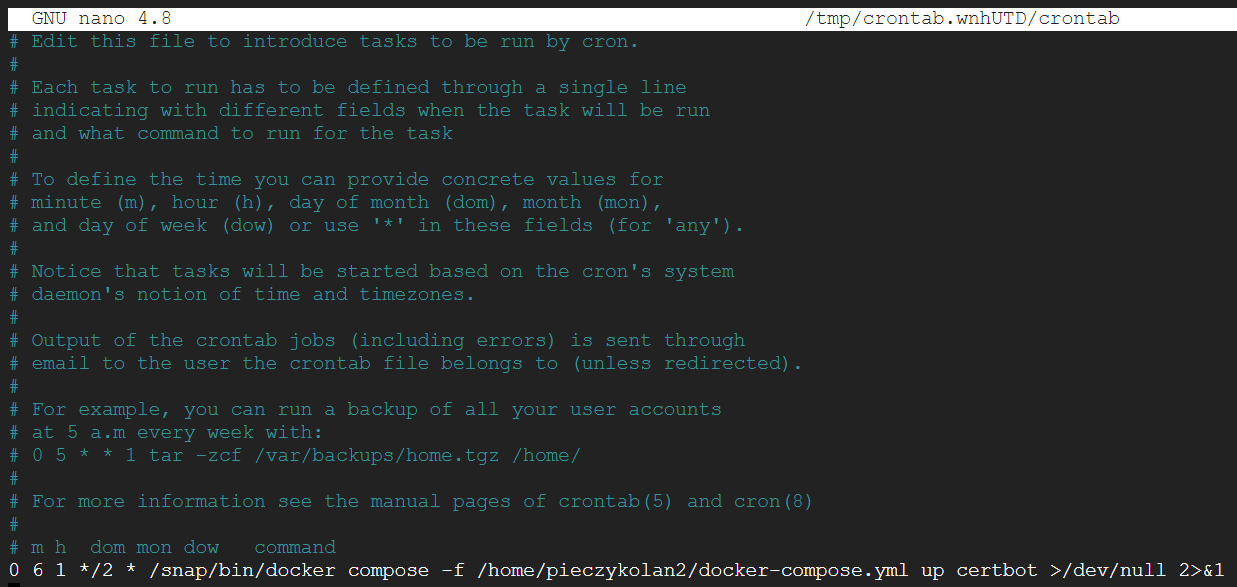 GNU nano 4.8 /tmp/crontab.wnhUTD/crontab
# Edit this file to introduce tasks to be run by cron.
#
# Each task to run has to be defined through a single line
# indicating with different fields when the task will be run
# and what command to run for the task
#
# To define the time you can provide concrete values for
# minute (m), hour (h), day of month (dom), month (mon),
# and day of week (dow) or use '*' in these fields (for 'any').
#
# Notice that tasks will be started based on the cron's system
# daemon's notion of time and timezones.
#
# Output of the crontab jobs (including errors) is sent through
# email to the user the crontab file belongs to (unless redirected).
#
# For example, you can run a backup of all your user accounts
# at 5 a.m every week with:
# 0 5 * * 1 tar -zcf /var/backups/home.tgz /home/
#
# For more information see the manual pages of crontab(5) and cron(8)
#
# m h  dom mon dow   command
0 6 1 */2 * /snap/bin/docker compose -f /home/pieczykolan2/docker-compose.yml up certbot >/dev/null 2>&1